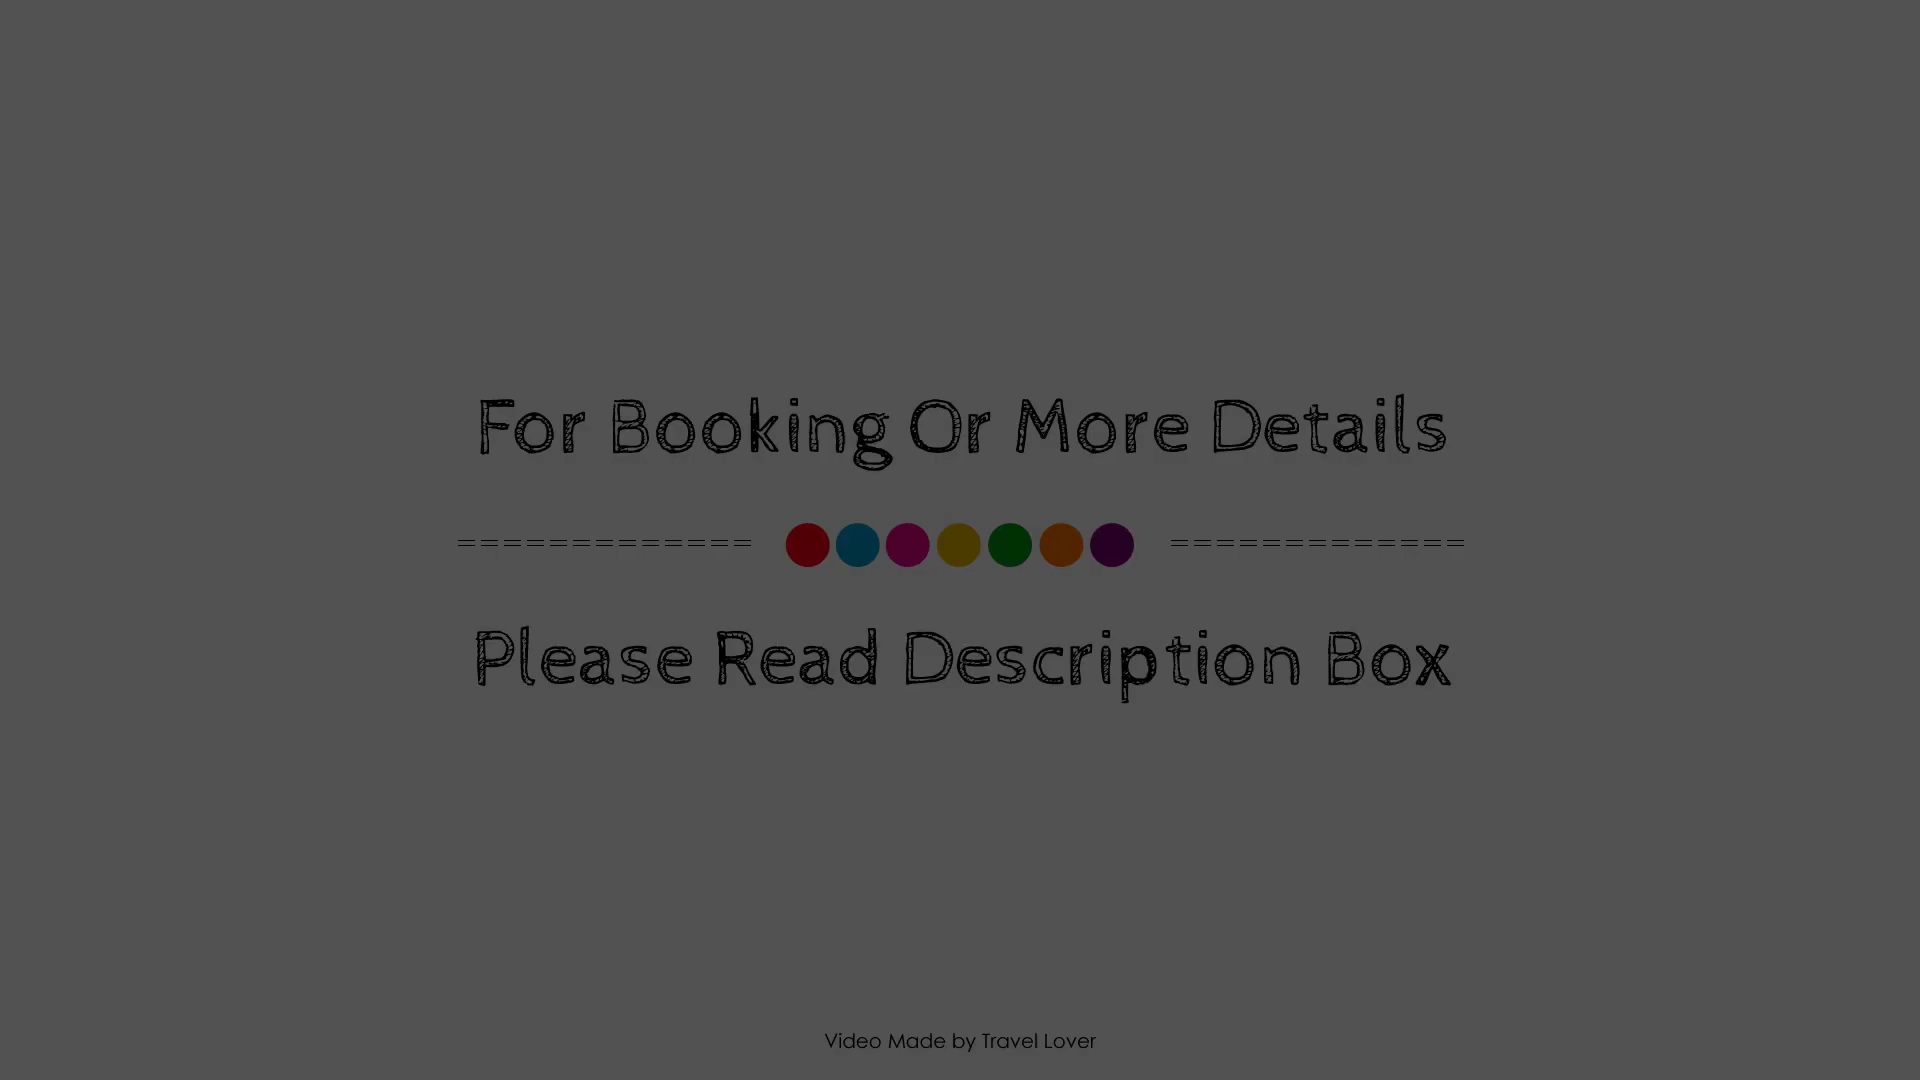 For Booking Or More Details
============= =============
Please Read Description Box
Video Made by Travel Lover